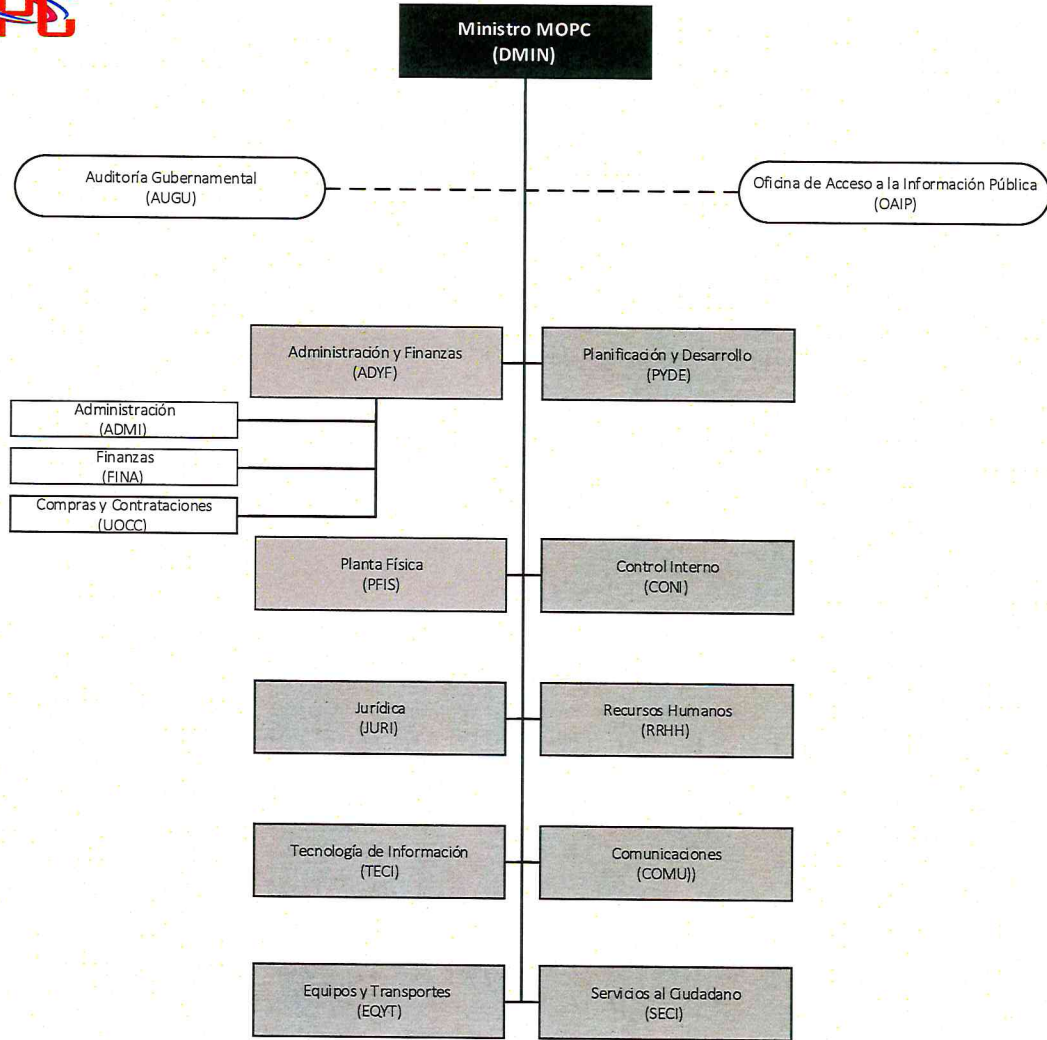 Ministro MOPC
(DMIN)
Auditoría Gubernamental
(AUGU)
Oficina de Acceso a la Información Pública
(OAIP)
Administración y Finanzas
(ADYF)
Planificación y Desarrollo
(PYDE)
Administración
(ADMI)
Finanzas
(FINA)
Compras y Contrataciones
(UOCC)
Planta Física
(PFIS)
Control Interno
(CONI)
Jurídica
(JURI)
Recursos Humanos
(RRHH)
Tecnología de Información
(TECI)
Comunicaciones
(COMU))
Equipos y Transportes
(EQYT)
Servicios al Ciudadano
(SECI)